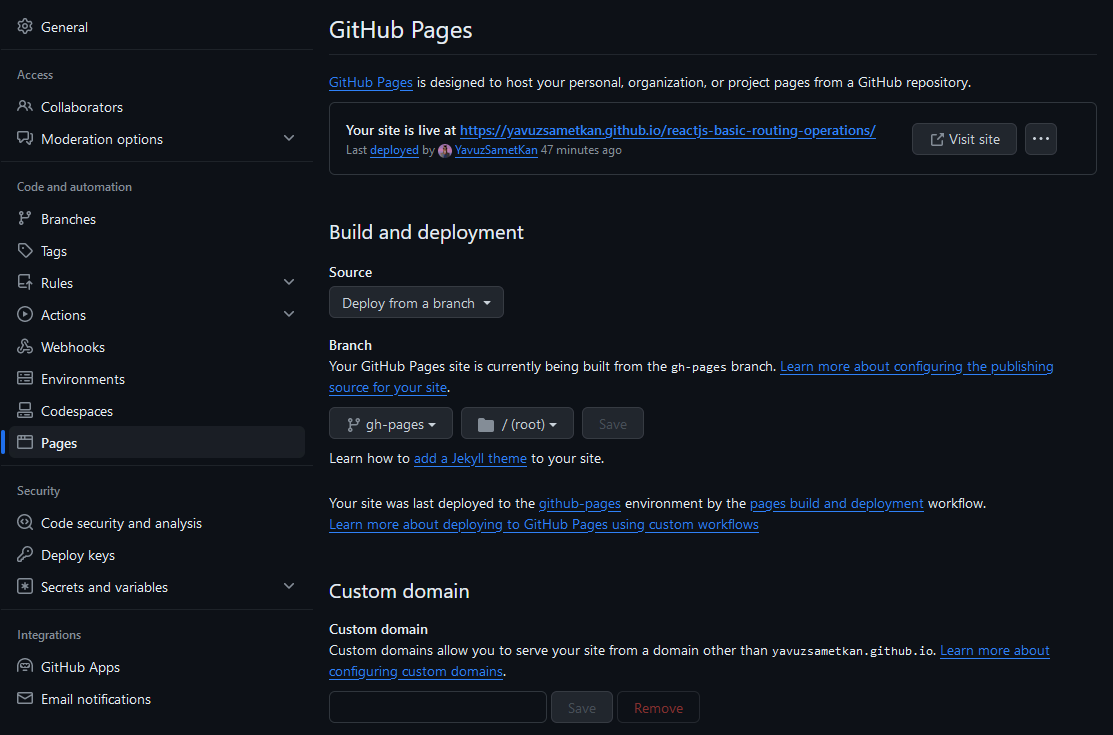 General
Access
Collaborators
Moderation options
Code and automation
Branches
Tags
Rules
Actions
Webhooks
Environments
Codespaces
Pages
Security
Code security and analysis
Deploy keys
Secrets and variables
Integrations
GitHub Apps
Email notifications
GitHub Pages
GitHub Pages is designed to host your personal, organization, or project pages from a GitHub repository.
Your site is live at https://yavuzsametkan.github.io/reactjs-basic-routing-operations/
Last deployed by YavuzSametKan 47 minutes ago
Visit site
Build and deployment
Source
Deploy from a branch
Branch
Your GitHub Pages site is currently being built from the gh-pages branch. Learn more about configuring the publishing
source for your site.
gh-pages / (root) Save
Learn how to add a Jekyll theme to your site.
Your site was last deployed to the github-pages environment by the pages build and deployment workflow.
Learn more about deploying to GitHub Pages using custom workflows
Custom domain
Custom domain
Custom domains allow you to serve your site from a domain other than yavuzsametkan.github.io. Learn more about
configuring custom domains.
Save Remove